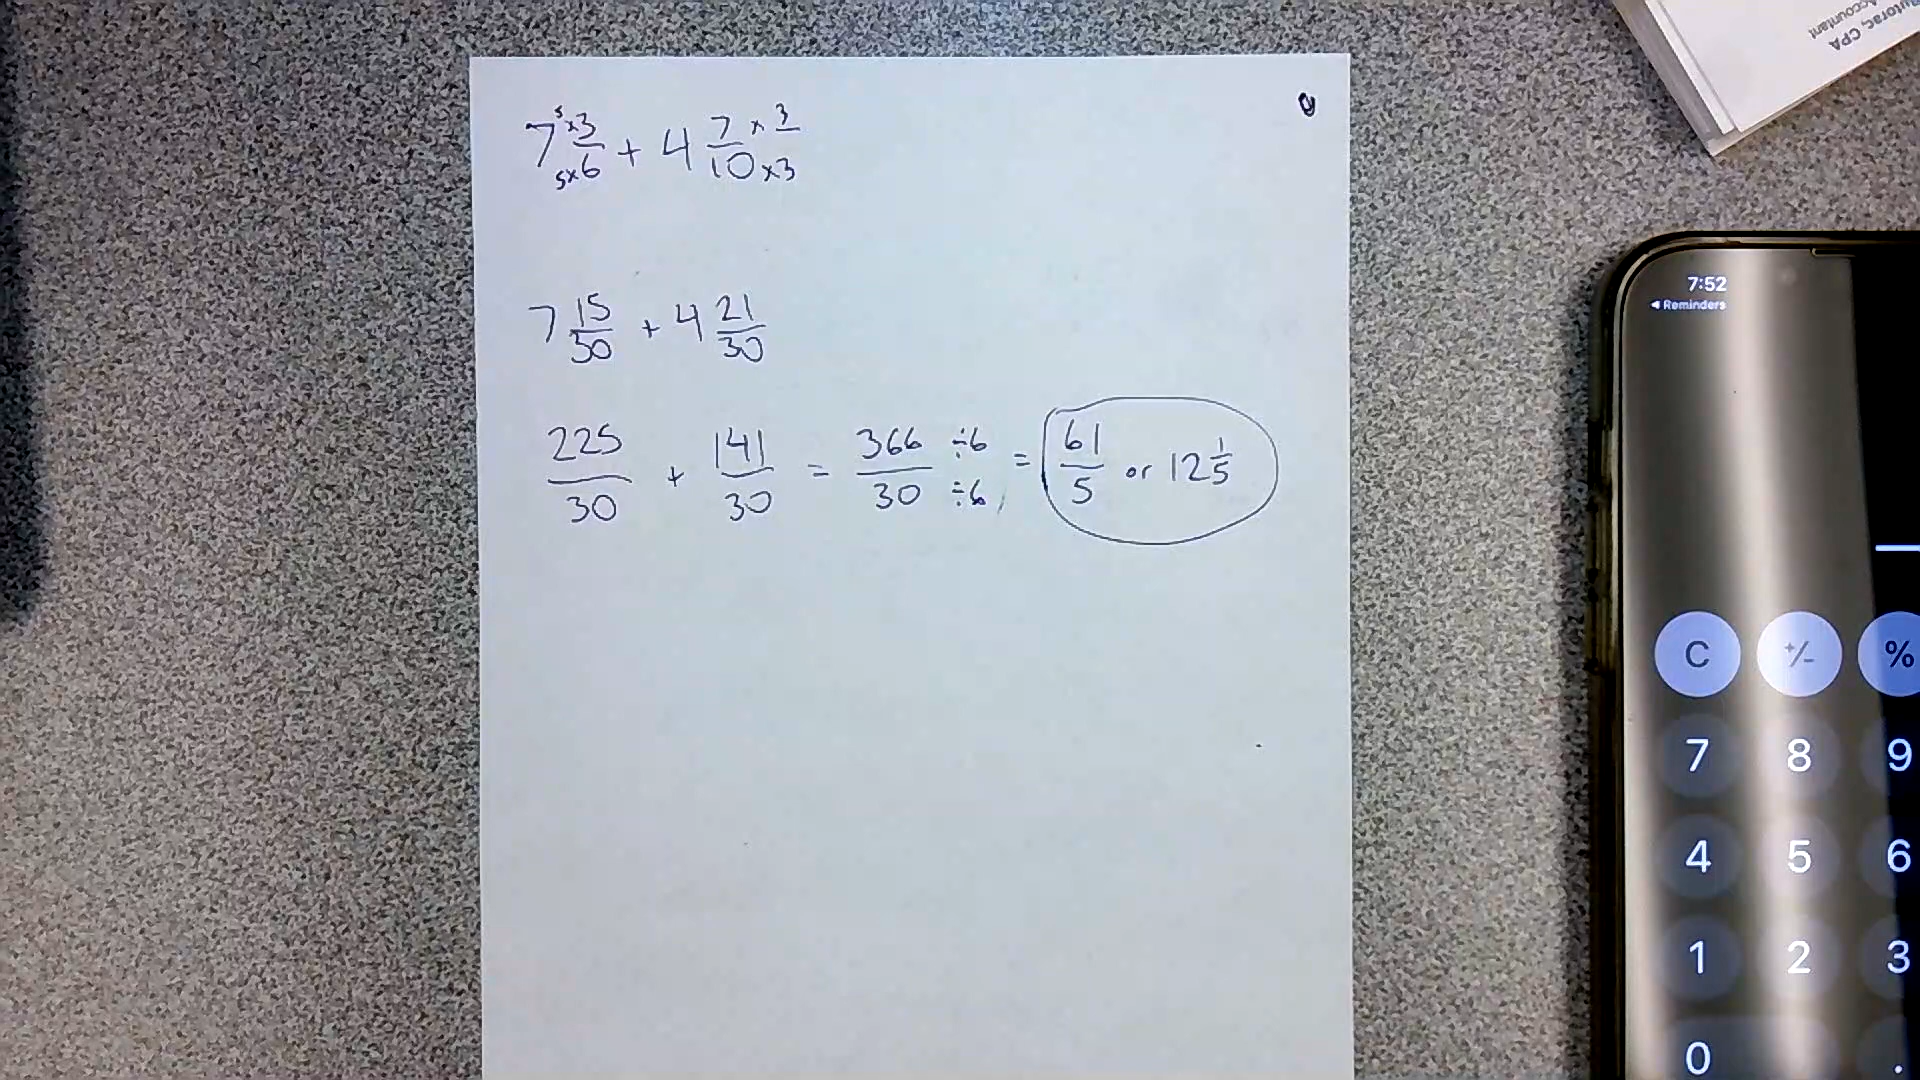 7 5×3/5×6 + 4 7×3/10×3
7 15/30 + 4 21/30
225/30 + 141/30 = 366÷6/30÷6 = 61/5 or 12 1/5
CPA
Accountant
7:52
◀ Reminders
C +/- %
7 8 9
4 5 6
1 2 3
0 .